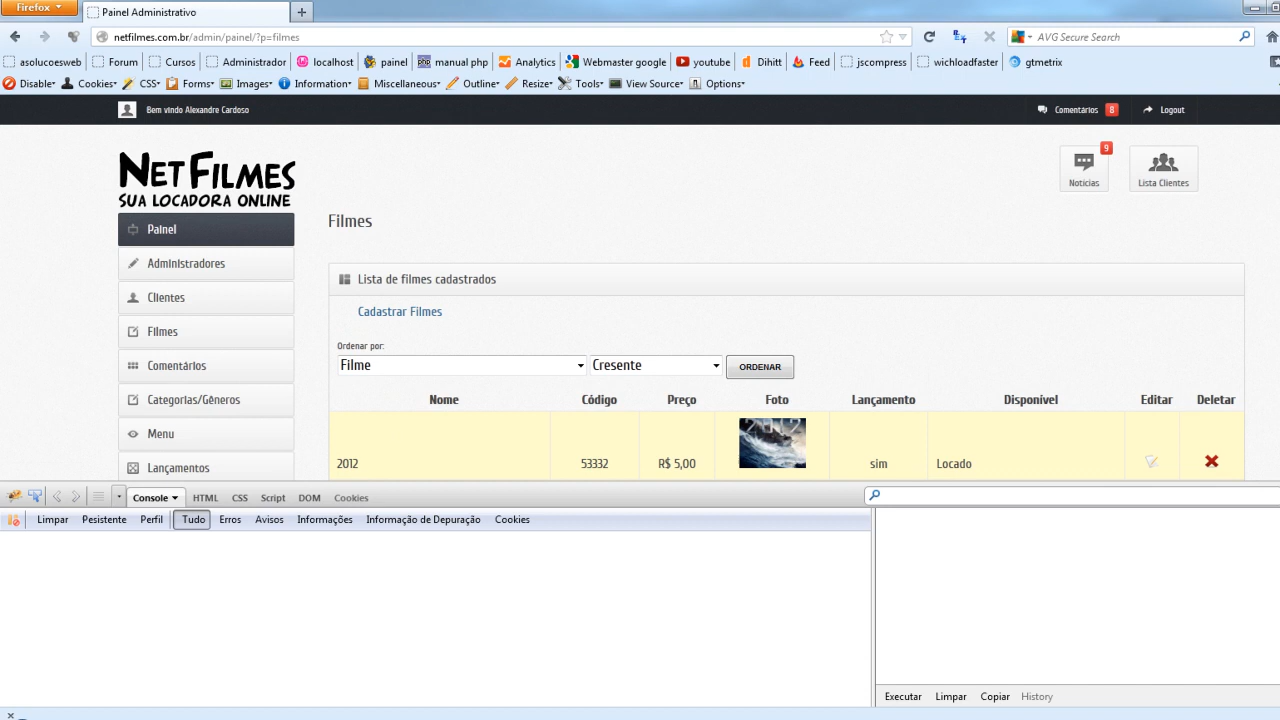 Firefox
Painel Administrativo
netfilmes.com.br/admin/painel/?p=filmes
AVG Secure Search
asolucoesweb Forum Cursos Administrador localhost painel manual php Analytics Webmaster google youtube Dihitt Feed jscompress wichloadfaster gtmetrix
Disable Cookies CSS Forms Images Information Miscellaneous Outline Resize Tools View Source Options
Bem vindo Alexandre Cardoso
Comentários 8 Logout
NET FILMES
SUA LOCADORA ONLINE
9
Notícias
Lista Clientes
Painel
Administradores
Clientes
Filmes
Comentários
Categorias/Gêneros
Menu
Lançamentos
Filmes
Lista de filmes cadastrados
Cadastrar Filmes
Ordenar por:
Filme Cresente ORDENAR
Nome Código Preço Foto Lançamento Disponível Editar Deletar
2012
2012 53332 R$ 5,00 sim Locado
Console HTML CSS Script DOM Cookies
Limpar Pesistente Perfil Tudo Erros Avisos Informações Informação de Depuração Cookies
Executar Limpar Copiar History